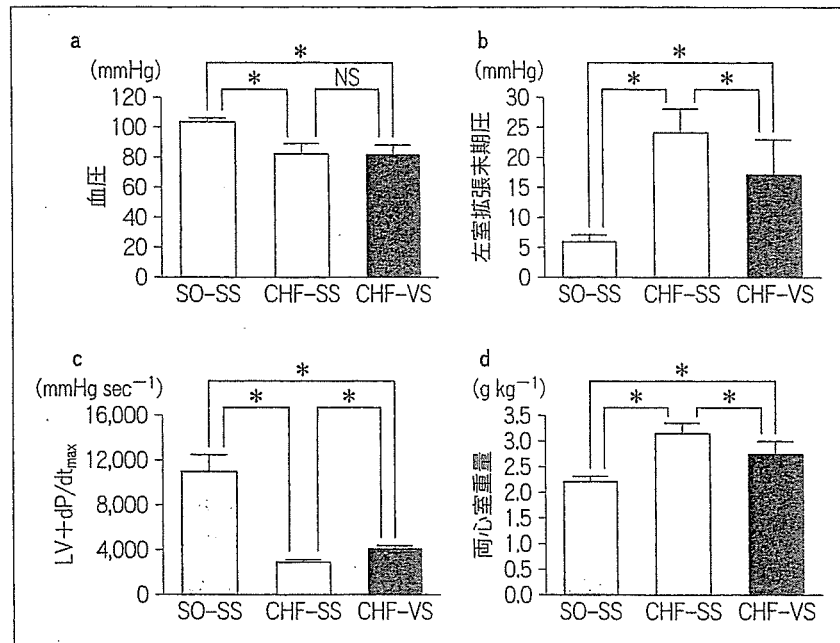 a
(mmHg)
血圧
120
100
80
60
40
20
0
*
*
NS
SO-SS CHF-SS CHF-VS
b
(mmHg)
左室拡張末期圧
30
25
20
15
10
5
0
*
*
*
SO-SS CHF-SS CHF-VS
c
(mmHg sec⁻¹)
LV+dP/dtmax
16,000
12,000
8,000
4,000
0
*
*
*
SO-SS CHF-SS CHF-VS
d
(g kg⁻¹)
両心室重量
3.5
3.0
2.5
2.0
1.5
1.0
0.5
0.0
*
*
*
SO-SS CHF-SS CHF-VS